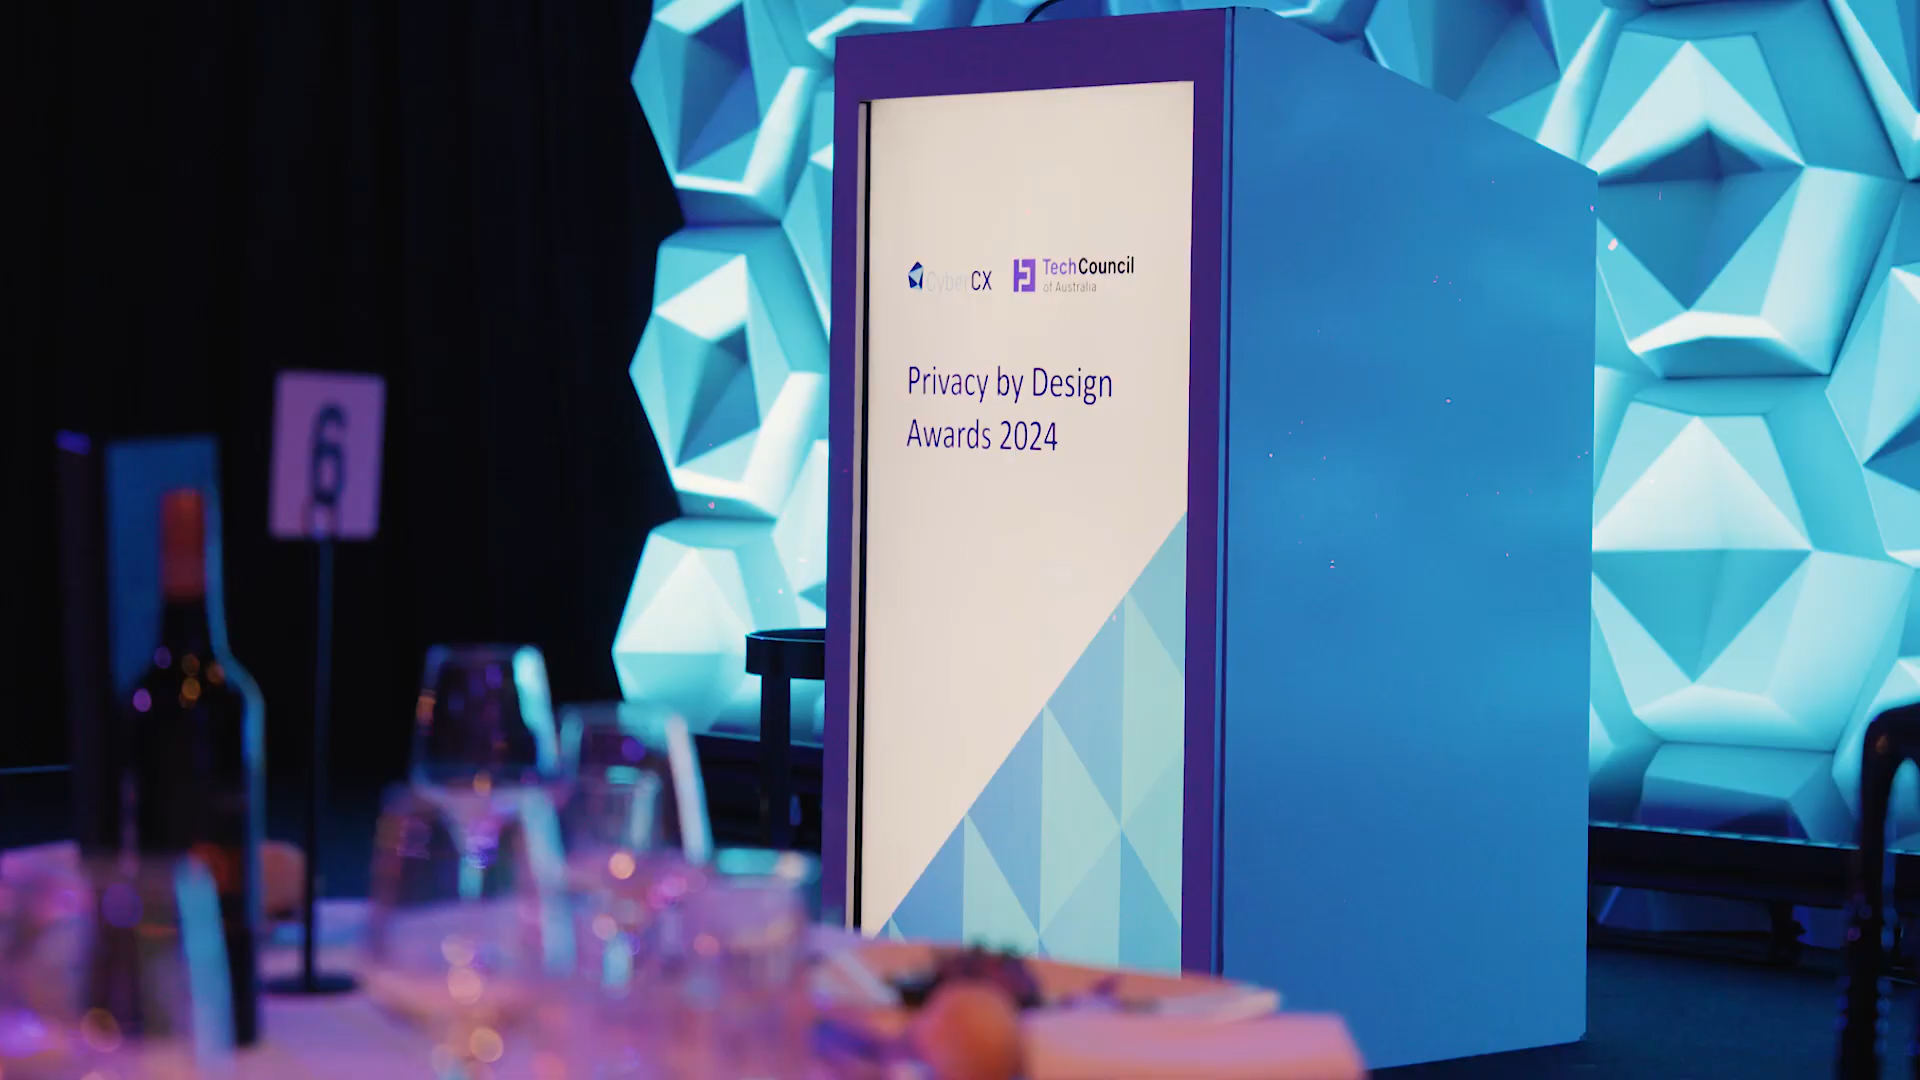 CyberCX
TechCouncil
of Australia
Privacy by Design
Awards 2024
6